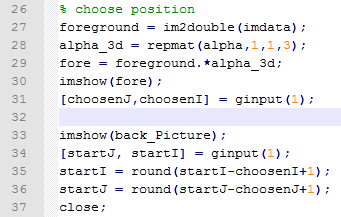 26 % choose position
27 foreground = im2double(imdata);
28 alpha_3d = repmat(alpha,1,1,3);
29 fore = foreground.*alpha_3d;
30 imshow(fore);
31 [choosenJ,choosenI] = ginput(1);
32
33 imshow(back_Picture);
34 [startJ, startI] = ginput(1);
35 startI = round(startI-choosenI+1);
36 startJ = round(startJ-choosenJ+1);
37 close;